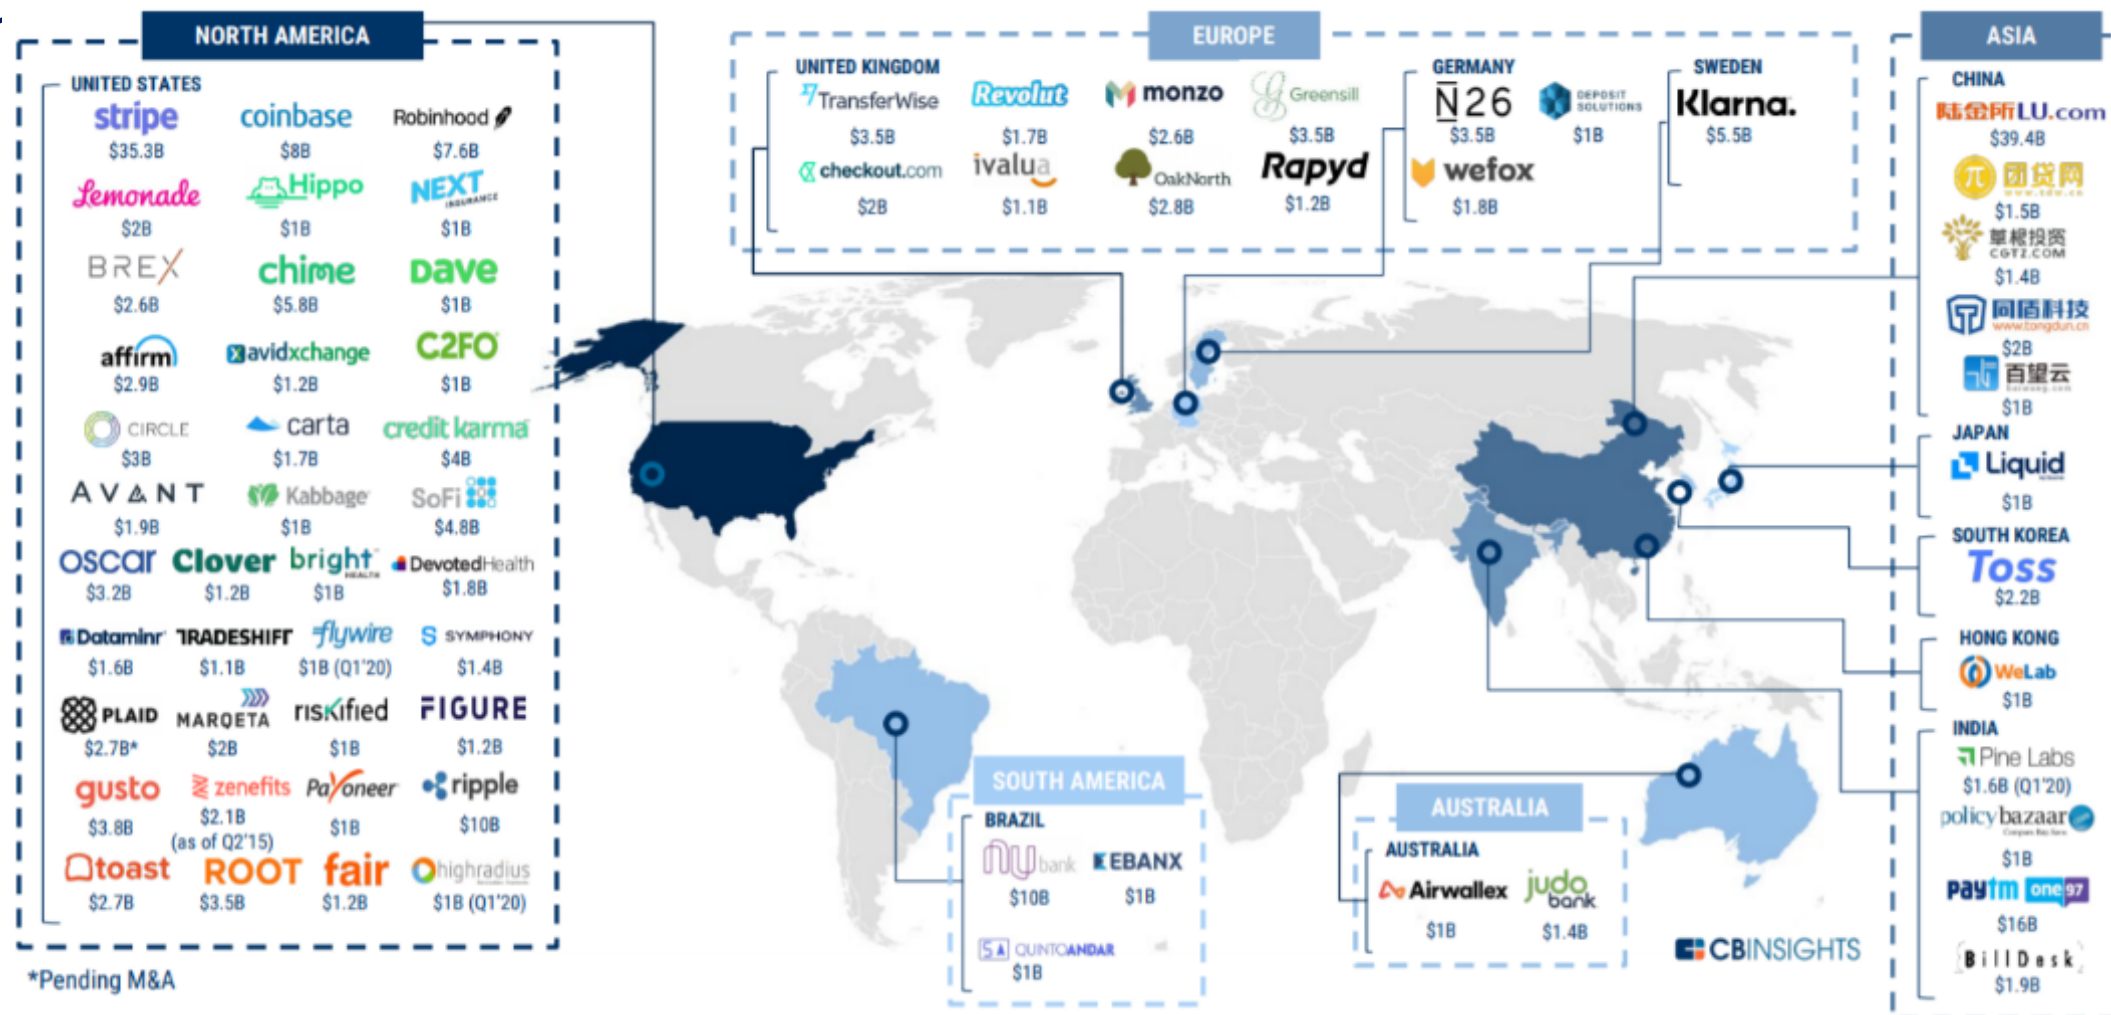 NORTH AMERICA
UNITED STATES
stripe coinbase Robinhood
$35.3B $8B $7.6B
Lemonade Hippo NEXT INSURANCE
$2B $1B $1B
BREX chime Dave
$2.6B $5.8B $1B
affirm avidxchange C2FO
$2.9B $1.2B $1B
CIRCLE carta credit karma
$3B $1.7B $4B
AVANT Kabbage SoFi
$1.9B $1B $4.8B
oscar Clover bright HEALTH DevotedHealth
$3.2B $1.2B $1B $1.8B
Dataminr TRADESHIFT flywire SYMPHONY
$1.6B $1.1B $1B (Q1'20) $1.4B
PLAID MARQETA riskified FIGURE
$2.7B* $2B $1B $1.2B
gusto zenefits Payoneer ripple
$3.8B $2.1B $1B $10B
(as of Q2'15)
toast ROOT fair highradius
$2.7B $3.5B $1.2B $1B (Q1'20)
*Pending M&A
EUROPE
UNITED KINGDOM
TransferWise Revolut monzo Greensill
$3.5B $1.7B $2.6B $3.5B
checkout.com ivalua OakNorth Rapyd
$2B $1.1B $2.8B $1.2B
GERMANY
N26 DEPOSIT SOLUTIONS
$3.5B $1B
wefox
$1.8B
SWEDEN
Klarna.
$5.5B
SOUTH AMERICA
BRAZIL
nubank EBANX
$10B $1B
QUINTOANDAR
$1B
AUSTRALIA
AUSTRALIA
Airwallex judo bank
$1B $1.4B
CBINSIGHTS
ASIA
CHINA
陆金所LU.com
$39.4B
团贷网
$1.5B
草根投资
CGTZ.COM
$1.4B
同盾科技
www.tongdun.cn
$2B
百望云
$1B
JAPAN
Liquid
$1B
SOUTH KOREA
Toss
$2.2B
HONG KONG
WeLab
$1B
INDIA
Pine Labs
$1.6B (Q1'20)
policybazaar
$1B
paytm one97
$16B
BillDesk
$1.9B